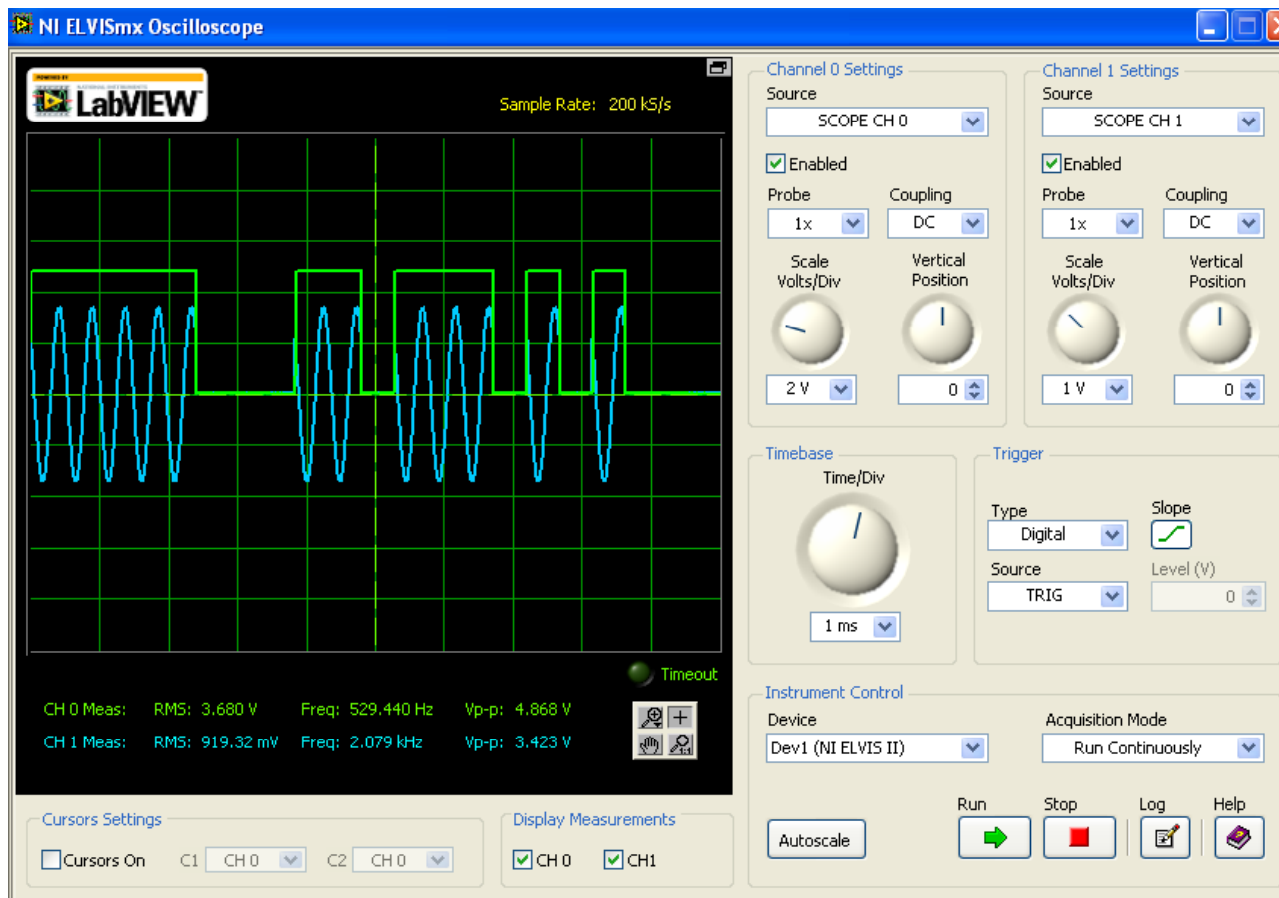 NI ELVISmx Oscilloscope
POWERED BY
NATIONAL INSTRUMENTS
LabVIEW
Sample Rate: 200 kS/s
Timeout
CH 0 Meas: RMS: 3.680 V Freq: 529.440 Hz Vp-p: 4.868 V
CH 1 Meas: RMS: 919.32 mV Freq: 2.079 kHz Vp-p: 3.423 V
1:1
Cursors Settings
Cursors On C1 CH 0 C2 CH 0
Display Measurements
CH 0 CH1
Channel 0 Settings
Source
SCOPE CH 0
Enabled
Probe Coupling
1x DC
Scale Vertical
Volts/Div Position
2 V 0
Channel 1 Settings
Source
SCOPE CH 1
Enabled
Probe Coupling
1x DC
Scale Vertical
Volts/Div Position
1 V 0
Timebase
Time/Div
1 ms
Trigger
Type Slope
Digital
Source Level (V)
TRIG 0
Instrument Control
Device Acquisition Mode
Dev1 (NI ELVIS II) Run Continuously
Run Stop Log Help
Autoscale